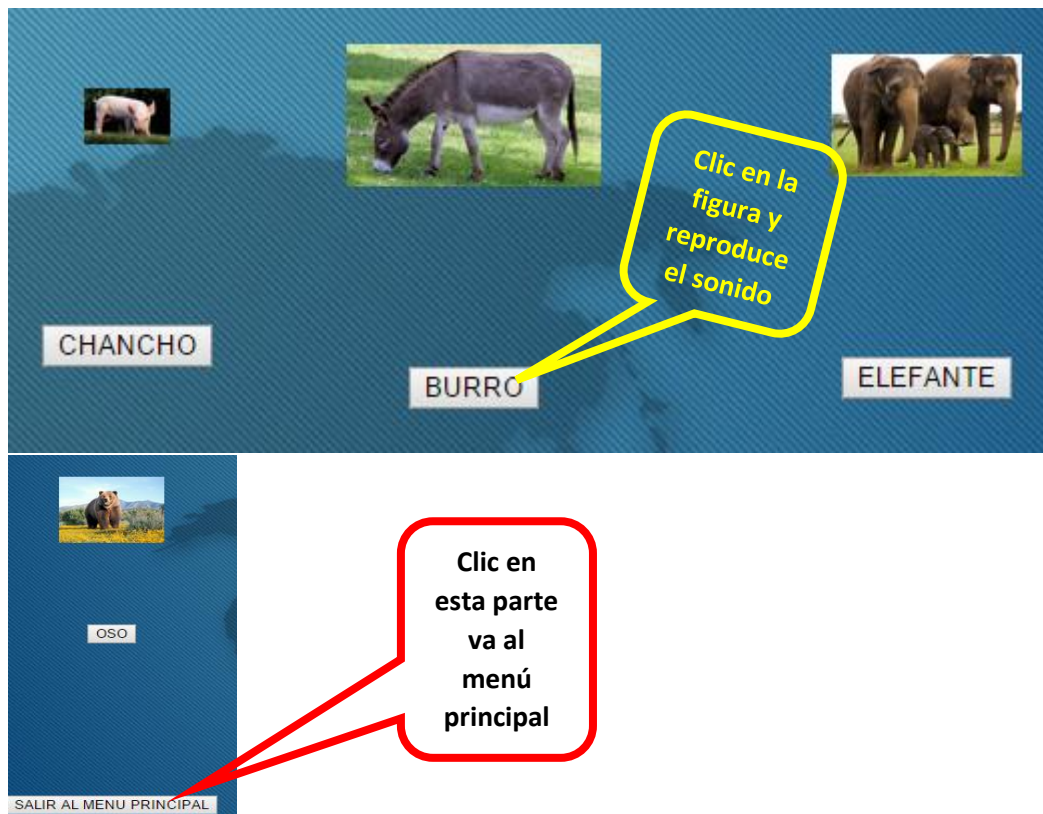 Clic en la
figura y
reproduce
el sonido
CHANCHO
BURRO
ELEFANTE
OSO
Clic en
esta parte
va al
menú
principal
SALIR AL MENU PRINCIPAL